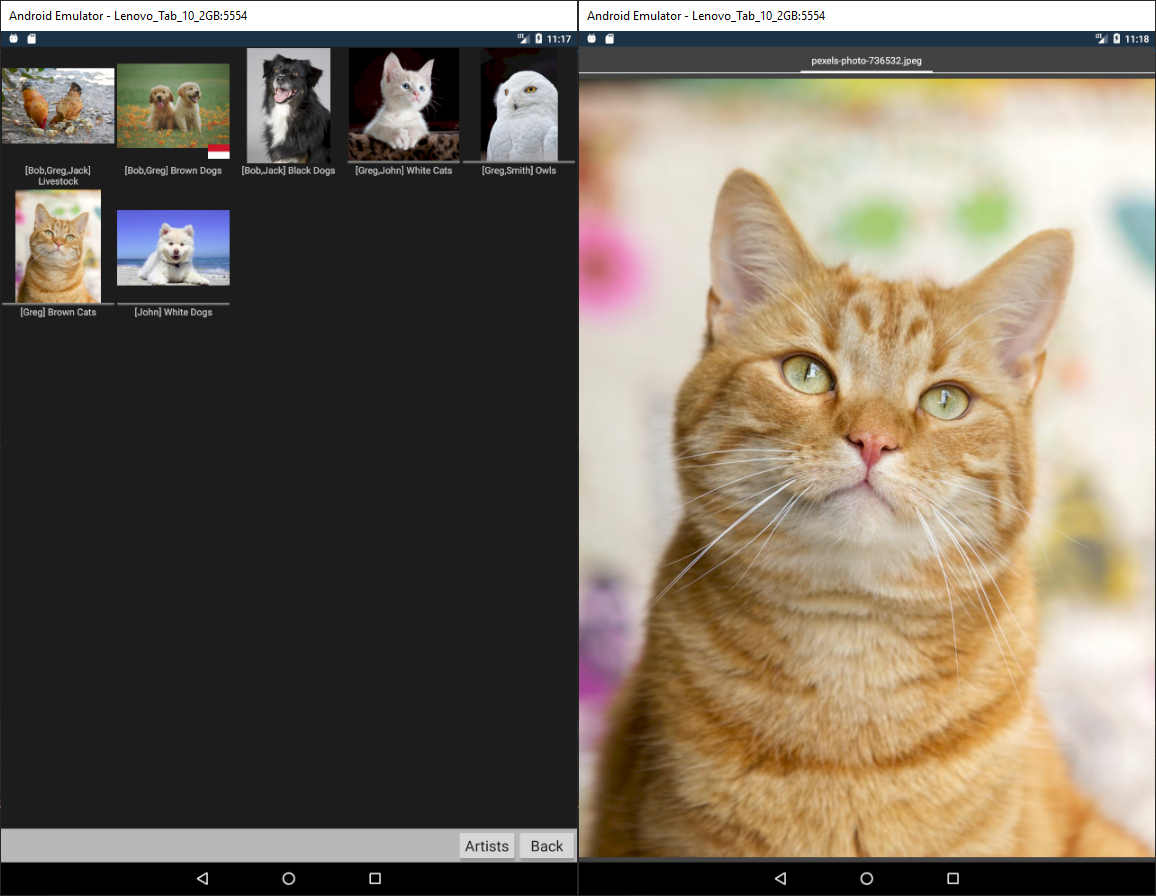 Android Emulator - Lenovo_Tab_10_2GB:5554
11:17
[Bob,Greg,Jack]
Livestock
[Bob,Greg] Brown Dogs
[Bob,Jack] Black Dogs
[Greg,John] White Cats
[Greg,Smith] Owls
[Greg] Brown Cats
[John] White Dogs
Artists
Back
Android Emulator - Lenovo_Tab_10_2GB:5554
11:18
pexels-photo-736532.jpeg